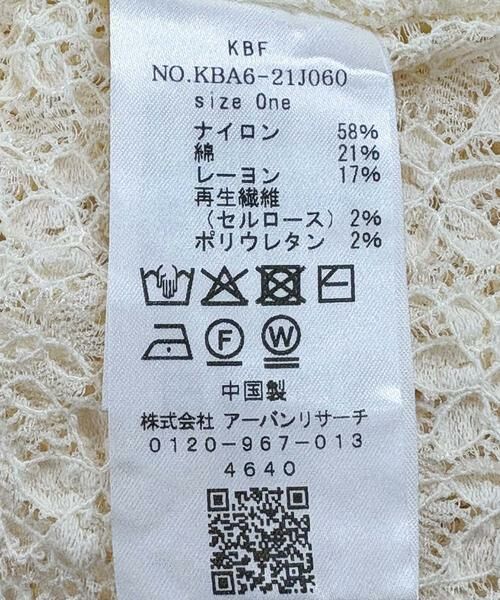 KBF
NO.KBA6-21J060
size One
ナイロン 58%
綿 21%
レーヨン 17%
再生繊維
(セルロース) 2%
ポリウレタン 2%
F W
中国製
株式会社 アーバンリサーチ
0120-967-013
4640